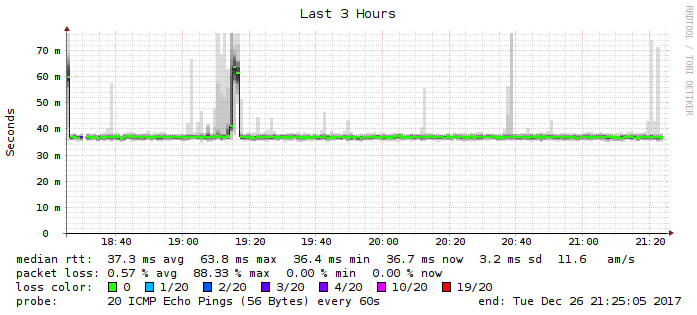 Last 3 Hours
RRDTOOL / TOBI OETIKER
Seconds
70 m
60 m
50 m
40 m
30 m
20 m
10 m
0
18:40 19:00 19:20 19:40 20:00 20:20 20:40 21:00 21:20
median rtt: 37.3 ms avg 63.8 ms max 36.4 ms min 36.7 ms now 3.2 ms sd 11.6 am/s
packet loss: 0.57 % avg 88.33 % max 0.00 % min 0.00 % now
loss color: 0 1/20 2/20 3/20 4/20 10/20 19/20
probe: 20 ICMP Echo Pings (56 Bytes) every 60s end: Tue Dec 26 21:25:05 2017